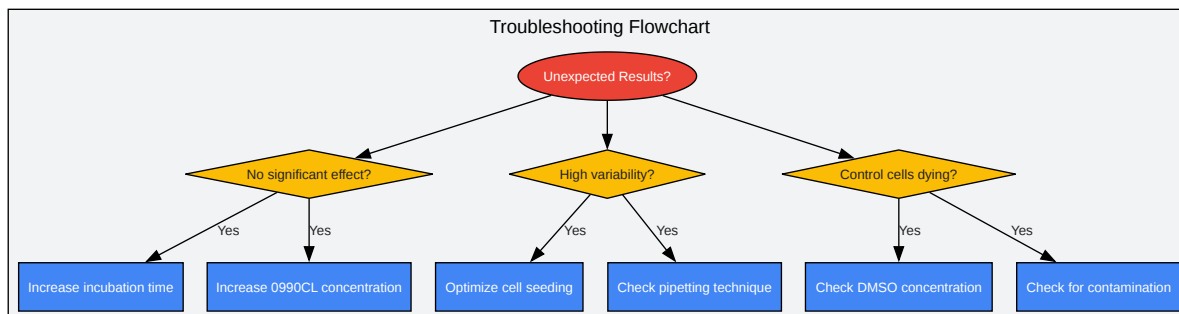 Troubleshooting Flowchart
Unexpected Results?
No significant effect?
High variability?
Control cells dying?
Yes
Yes
Yes
Yes
Yes
Yes
Increase incubation time
Increase 0990CL concentration
Optimize cell seeding
Check pipetting technique
Check DMSO concentration
Check for contamination